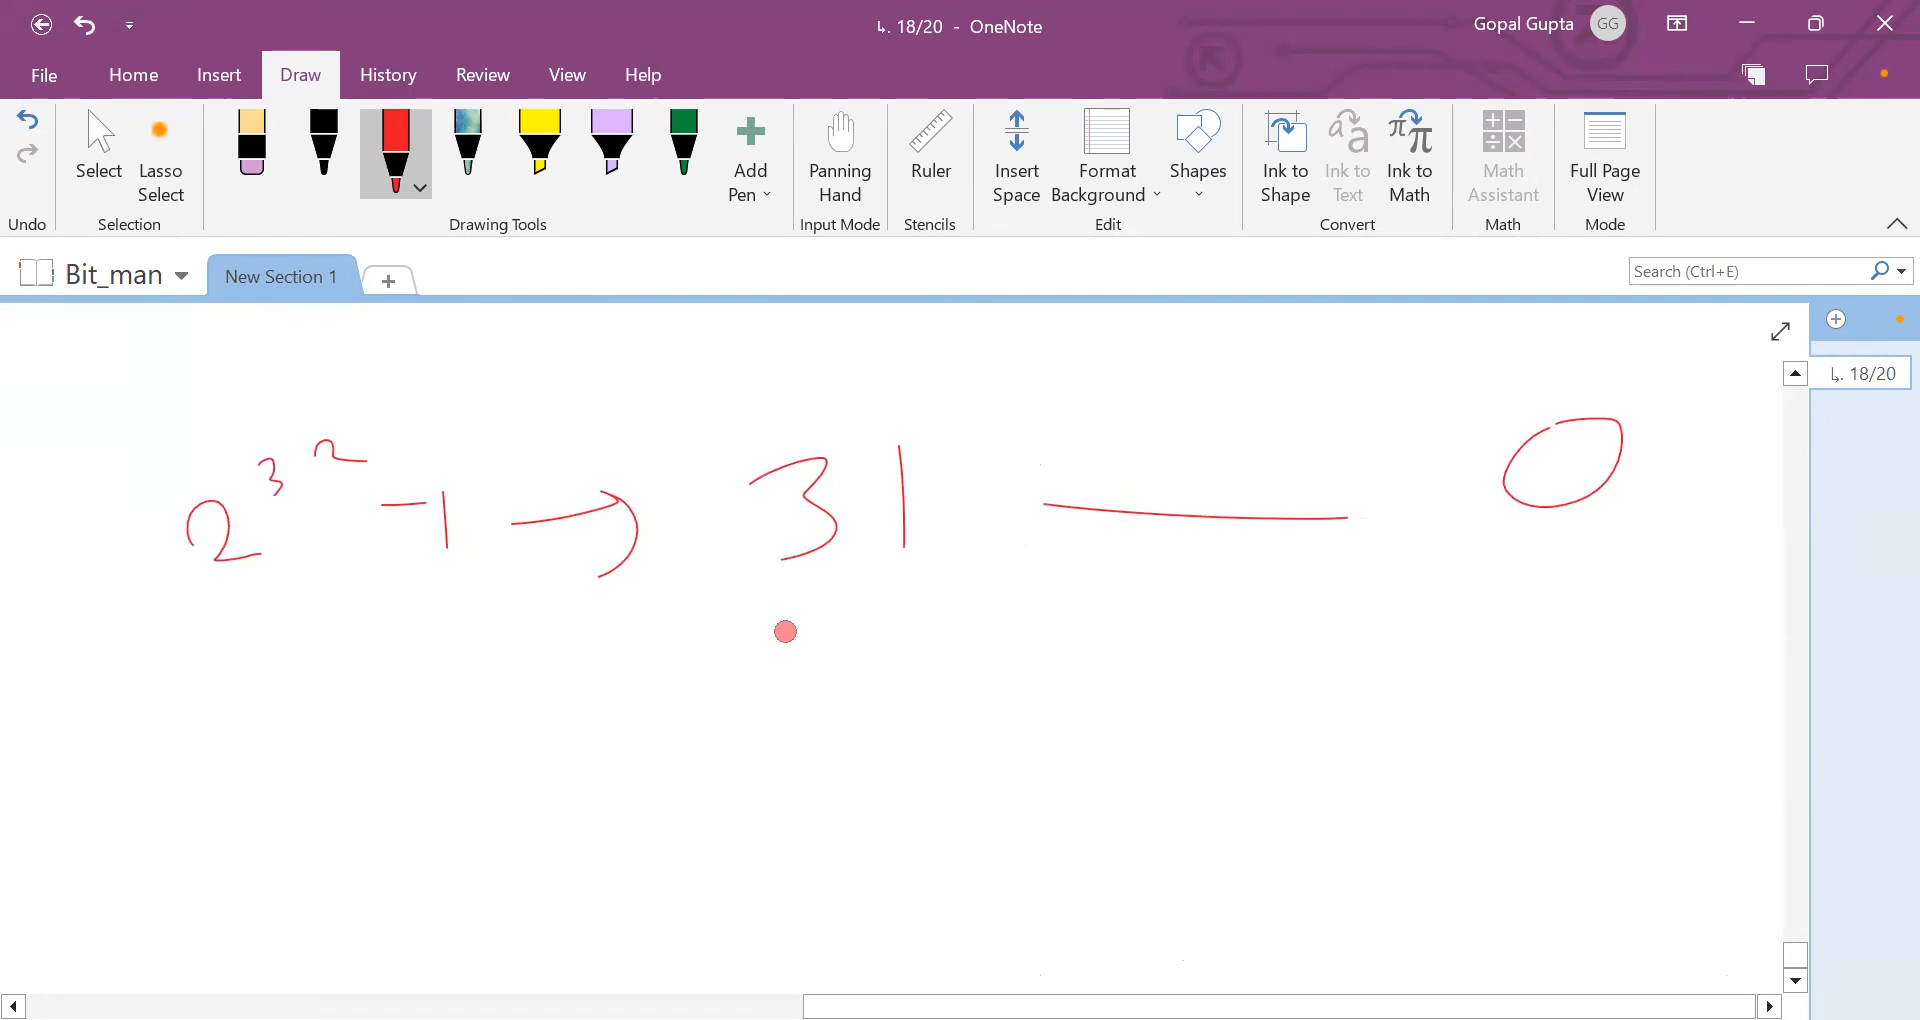 ↳. 18/20 - OneNote
Gopal Gupta GG
File Home Insert Draw History Review View Help
Select
Lasso Select
Add Pen
Panning Hand
Ruler
Insert Space
Format Background
Shapes
Ink to Shape
Ink to Text
Ink to Math
Math Assistant
Full Page View
Undo Selection Drawing Tools Input Mode Stencils Edit Convert Math Mode
Bit_man New Section 1 Search (Ctrl+E)
↳. 18/20
2³² -1 → 31 — 0